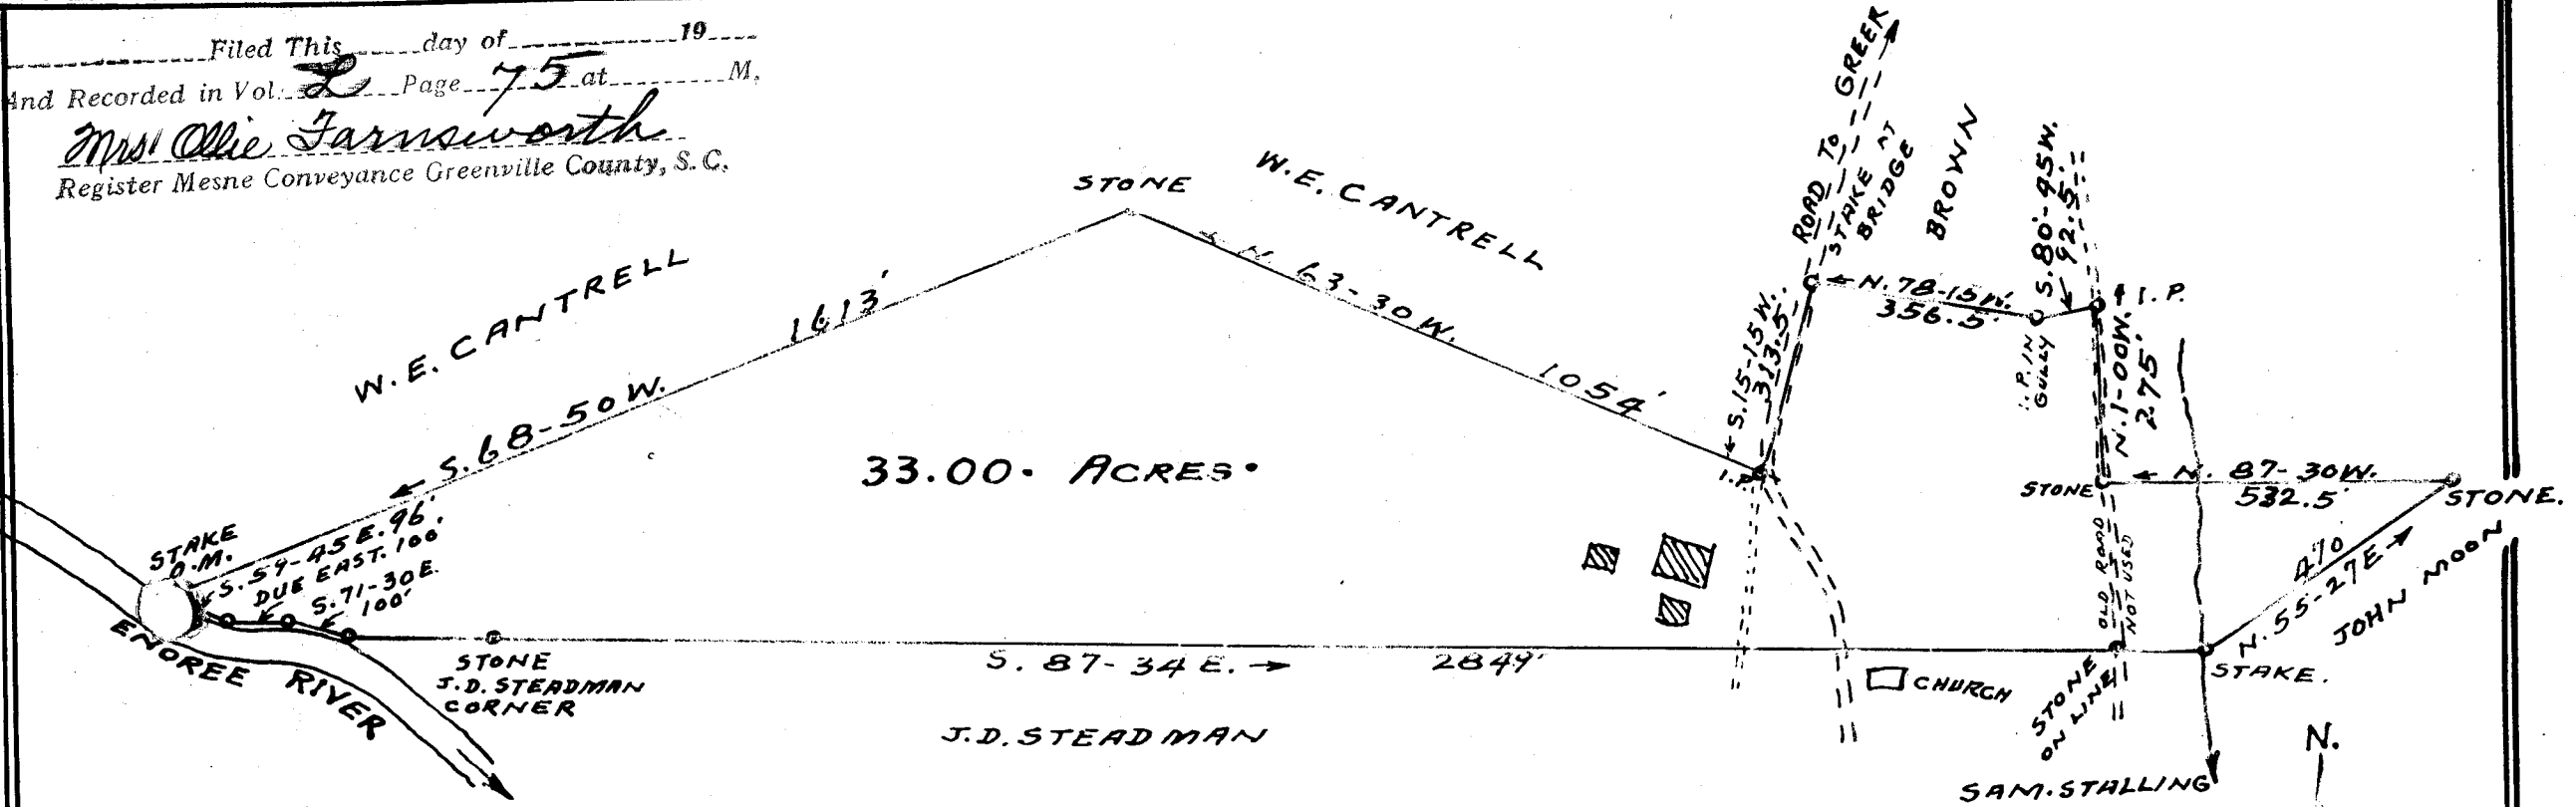 Filed This day of 19
And Recorded in Vol. L Page 75 at M.
Mrs Ollie Farnsworth
Register Mesne Conveyance Greenville County, S.C.
W.E. CANTRELL
1613'
S. 68-50 W.
STONE
W.E. CANTRELL
N. 63-30 W.
1054'
ROAD TO GREER
STAKE AT
BRIDGE
BROWN
S. 15-15 W.
313.5'
I.P.
N. 78-15 W.
356.5'
S. 80-45 W.
92.5'
I.P. IN
GULLY
I.P.
N. 1-00 W.
275'
STONE
N. 87-30 W.
532.5'
STONE.
OLD ROAD
NOT USED
470
N. 55-27 E
JOHN MOON
33.00 ACRES.
STAKE
O.M.
S. 59-45 E. 96'.
DUE EAST. 100'
S. 71-30 E.
100'
ENOREE RIVER
STONE
J.D. STEADMAN
CORNER
S. 87-34 E. 2849'
J.D. STEADMAN
CHURCH
STONE
ON LINE
STAKE.
SAM. STALLING
N.